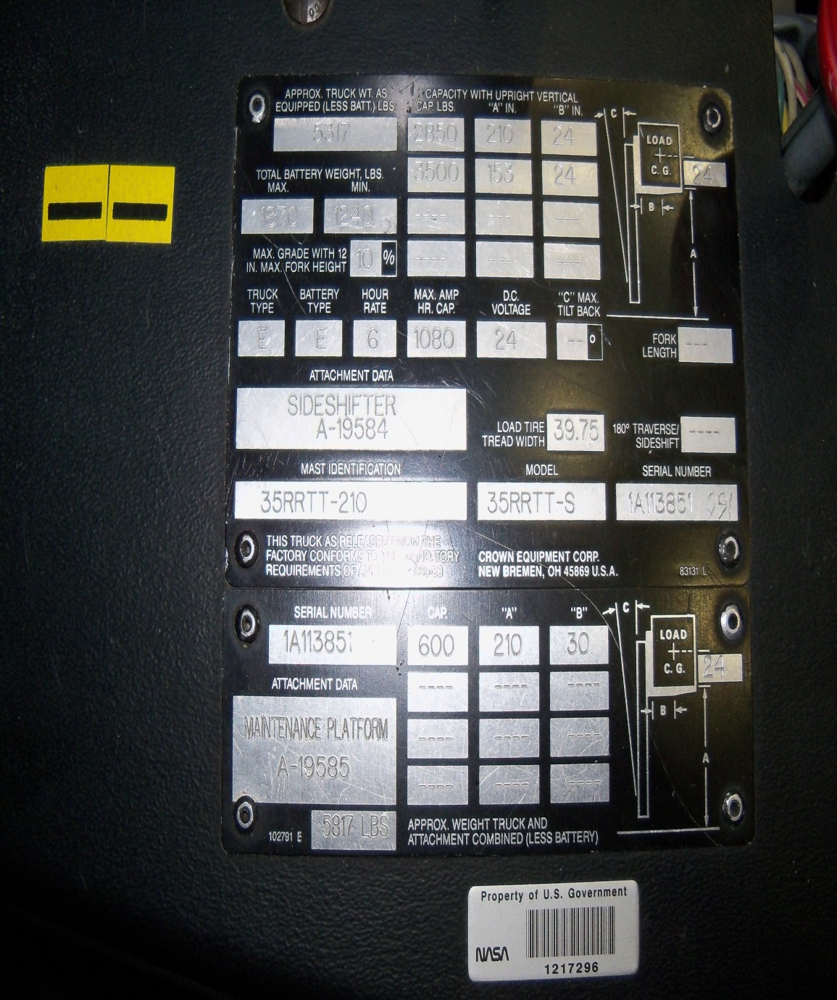 APPROX. TRUCK WT. AS
EQUIPPED (LESS BATT.) LBS.
5317
CAPACITY WITH UPRIGHT VERTICAL
CAP. LBS. "A" IN. "B" IN.
2850 210 24
3500 153 24
---- --- ---
---- --- ---
C
LOAD
C. G.
24
B
A
TOTAL BATTERY WEIGHT, LBS.
MAX. MIN.
1870 1240
MAX. GRADE WITH 12
IN. MAX. FORK HEIGHT
10 %
TRUCK TYPE
E
BATTERY TYPE
E
HOUR RATE
6
MAX. AMP
HR. CAP.
1080
D.C.
VOLTAGE
24
"C" MAX.
TILT BACK
-- °
FORK
LENGTH
---
ATTACHMENT DATA
SIDESHIFTER
A-19584
LOAD TIRE
TREAD WIDTH
39.75
180° TRAVERSE/
SIDESHIFT
----
MAST IDENTIFICATION
35RRTT-210
MODEL
35RRTT-S
SERIAL NUMBER
1A113851
THIS TRUCK AS RELEASED FROM THE
FACTORY CONFORMS TO THE MANDATORY
REQUIREMENTS OF
CROWN EQUIPMENT CORP.
NEW BREMEN, OH 45869 U.S.A.
83131 L
SERIAL NUMBER
1A113851
CAP. "A" "B"
600 210 30
---- ---- ----
---- ---- ----
---- ---- ----
C
LOAD
C. G.
24
B
A
ATTACHMENT DATA
MAINTENANCE PLATFORM
A-19585
102791 E
5817 LBS
APPROX. WEIGHT TRUCK AND
ATTACHMENT COMBINED (LESS BATTERY)
Property of U.S. Government
NASA
1217296